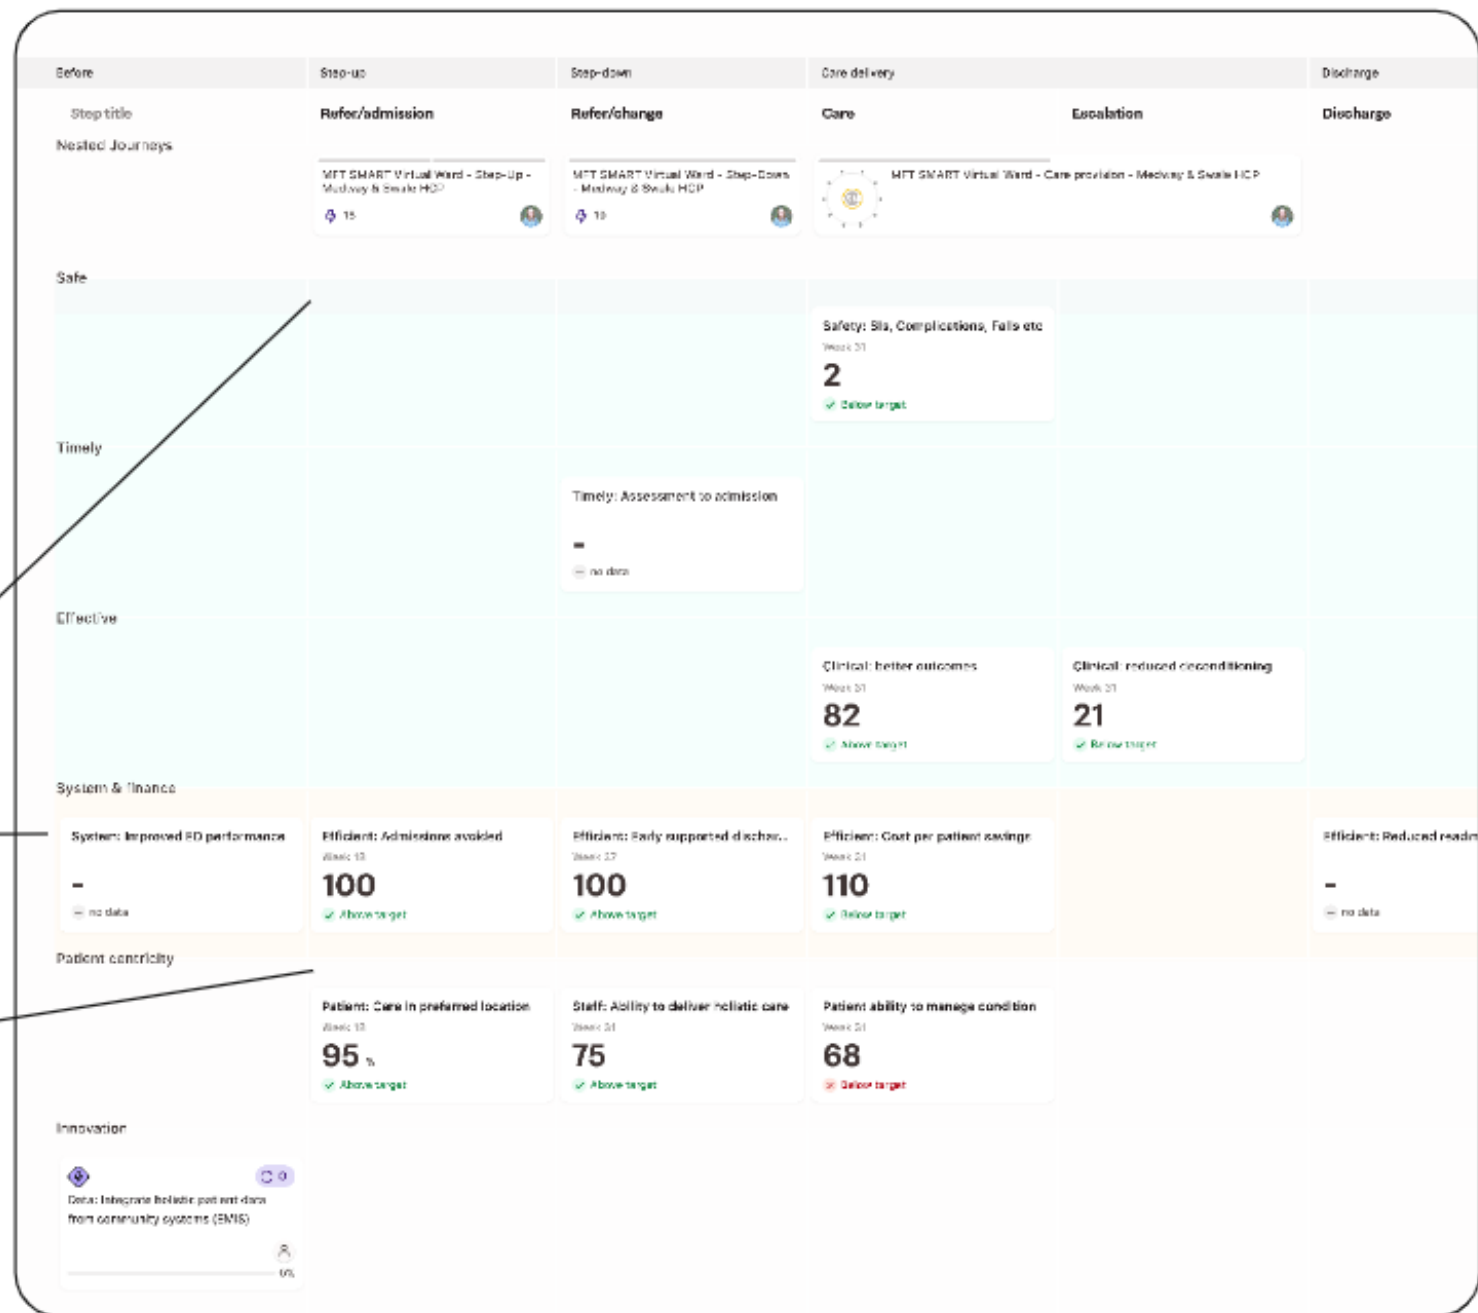 Before
Step-up
Step-down
Care delivery
Discharge
Step title
Refer/admission
Refer/change
Care
Escalation
Discharge
Nested Journeys
MFT SMART Virtual Ward - Step-Up -
Medway & Swale HCP
15
MFT SMART Virtual Ward - Step-Down
- Medway & Swale HCP
10
MFT SMART Virtual Ward - Care provision - Medway & Swale HCP
Safe
Safety: SIs, Complications, Falls etc
Week 31
2
Below target
Timely
Timely: Assessment to admission
-
no data
Effective
Clinical: better outcomes
Week 31
82
Above target
Clinical: reduced deconditioning
Week 31
21
Below target
System & finance
System: Improved ED performance
-
no data
Efficient: Admissions avoided
Week
100
Above target
Efficient: Early supported dischar...
Week
100
Above target
Efficient: Cost per patient savings
Week 31
110
Below target
Efficient: Reduced readm
-
no data
Patient centricity
Patient: Care in preferred location
Week
95 %
Above target
Staff: Ability to deliver holistic care
Week 31
75
Above target
Patient ability to manage condition
Week 31
68
Below target
Innovation
0
Data: Integrate holistic patient data
from community systems (EMIS)
0%